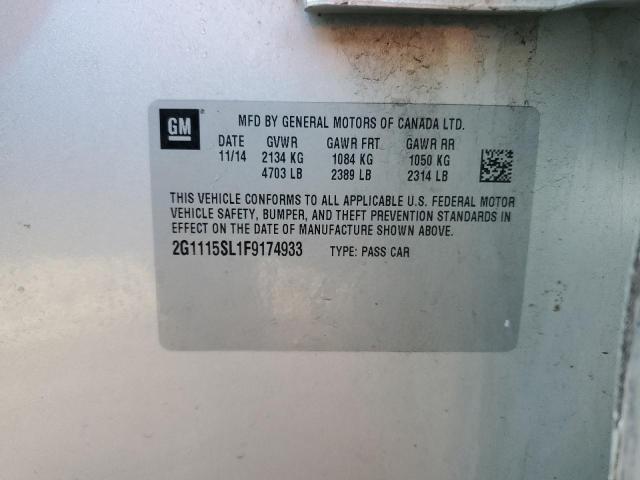 GM
MFD BY GENERAL MOTORS OF CANADA LTD.
DATE GVWR GAWR FRT GAWR RR
11/14 2134 KG 1084 KG 1050 KG
4703 LB 2389 LB 2314 LB
THIS VEHICLE CONFORMS TO ALL APPLICABLE U.S. FEDERAL MOTOR
VEHICLE SAFETY, BUMPER, AND THEFT PREVENTION STANDARDS IN
EFFECT ON THE DATE OF MANUFACTURE SHOWN ABOVE.
2G1115SL1F9174933 TYPE: PASS CAR